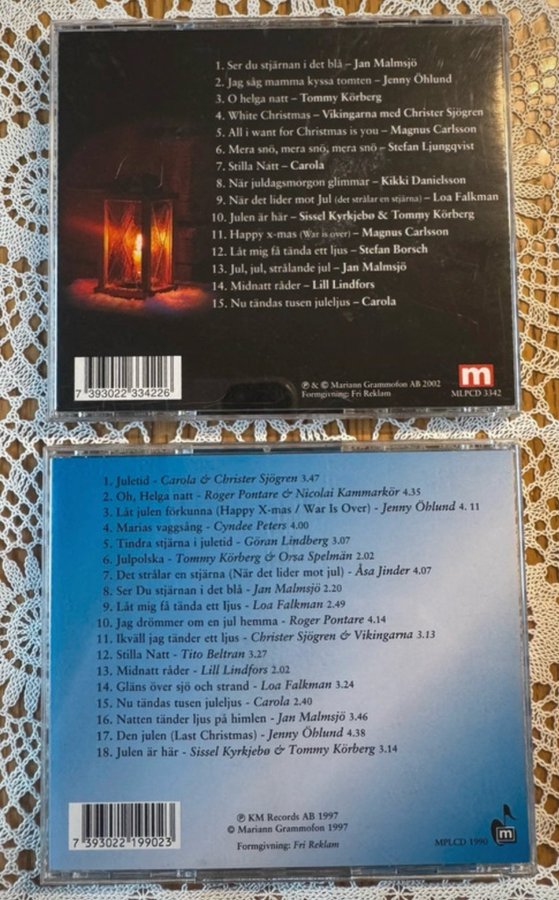 1. Ser du stjärnan i det blå – Jan Malmsjö
2. Jag såg mamma kyssa tomten – Jenny Öhlund
3. O helga natt – Tommy Körberg
4. White Christmas – Vikingarna med Christer Sjögren
5. All i want for Christmas is you – Magnus Carlsson
6. Mera snö, mera snö, mera snö – Stefan Ljungqvist
7. Stilla Natt – Carola
8. När juldagsmorgon glimmar – Kikki Danielsson
9. När det lider mot Jul (det strålar en stjärna) – Loa Falkman
10. Julen är här – Sissel Kyrkjebø & Tommy Körberg
11. Happy x-mas (War is over) – Magnus Carlsson
12. Låt mig få tända ett ljus – Stefan Borsch
13. Jul, jul, strålande jul – Jan Malmsjö
14. Midnatt råder – Lill Lindfors
15. Nu tändas tusen juleljus – Carola
7 393022 334226
℗ & © Mariann Grammofon AB 2002
Formgivning: Fri Reklam
m
MLPCD 3342
1. Juletid - Carola & Christer Sjögren 3.47
2. Oh, Helga natt - Roger Pontare & Nicolai Kammarkör 4.35
3. Låt julen förkunna (Happy X-mas / War Is Over) - Jenny Öhlund 4. 11
4. Marias vaggsång - Cyndee Peters 4.00
5. Tindra stjärna i juletid - Göran Lindberg 3.07
6. Julpolska - Tommy Körberg & Orsa Spelmän 2.02
7. Det strålar en stjärna (När det lider mot jul) - Åsa Jinder 4.07
8. Ser Du stjärnan i det blå - Jan Malmsjö 2.20
9. Låt mig få tända ett ljus - Loa Falkman 2.49
10. Jag drömmer om en jul hemma - Roger Pontare 4.14
11. Ikväll jag tänder ett ljus - Christer Sjögren & Vikingarna 3.13
12. Stilla Natt - Tito Beltran 3.27
13. Midnatt råder - Lill Lindfors 2.02
14. Gläns över sjö och strand - Loa Falkman 3.24
15. Nu tändas tusen juleljus - Carola 2.40
16. Natten tänder ljus på himlen - Jan Malmsjö 3.46
17. Den julen (Last Christmas) - Jenny Öhlund 4.38
18. Julen är här - Sissel Kyrkjebø & Tommy Körberg 3.14
7 393022 199023
℗ KM Records AB 1997
© Mariann Grammofon 1997
Formgivning: Fri Reklam
m
MPLCD 1990